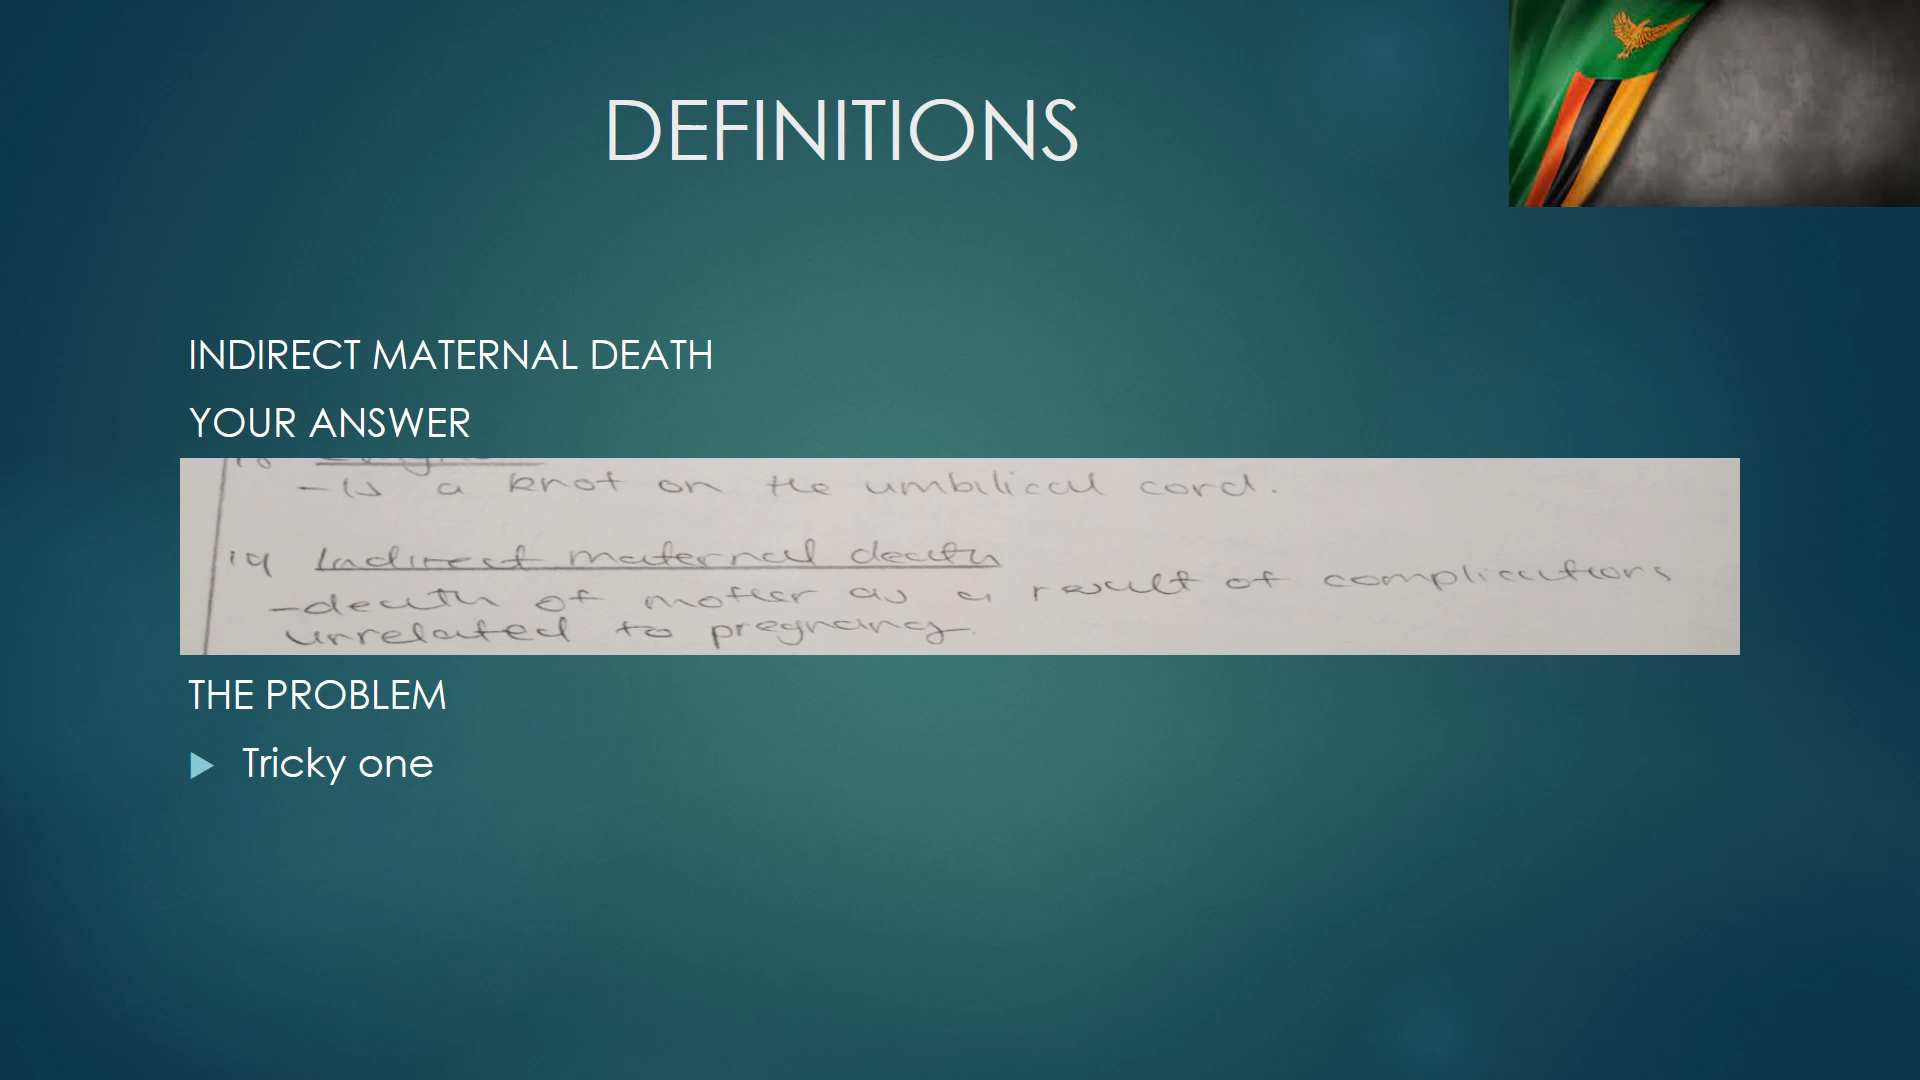 DEFINITIONS
INDIRECT MATERNAL DEATH
YOUR ANSWER
- is a knot on the umbilical cord.
19 Indirect maternal death
- death of mother as a result of complications
unrelated to pregnancy.
THE PROBLEM
Tricky one